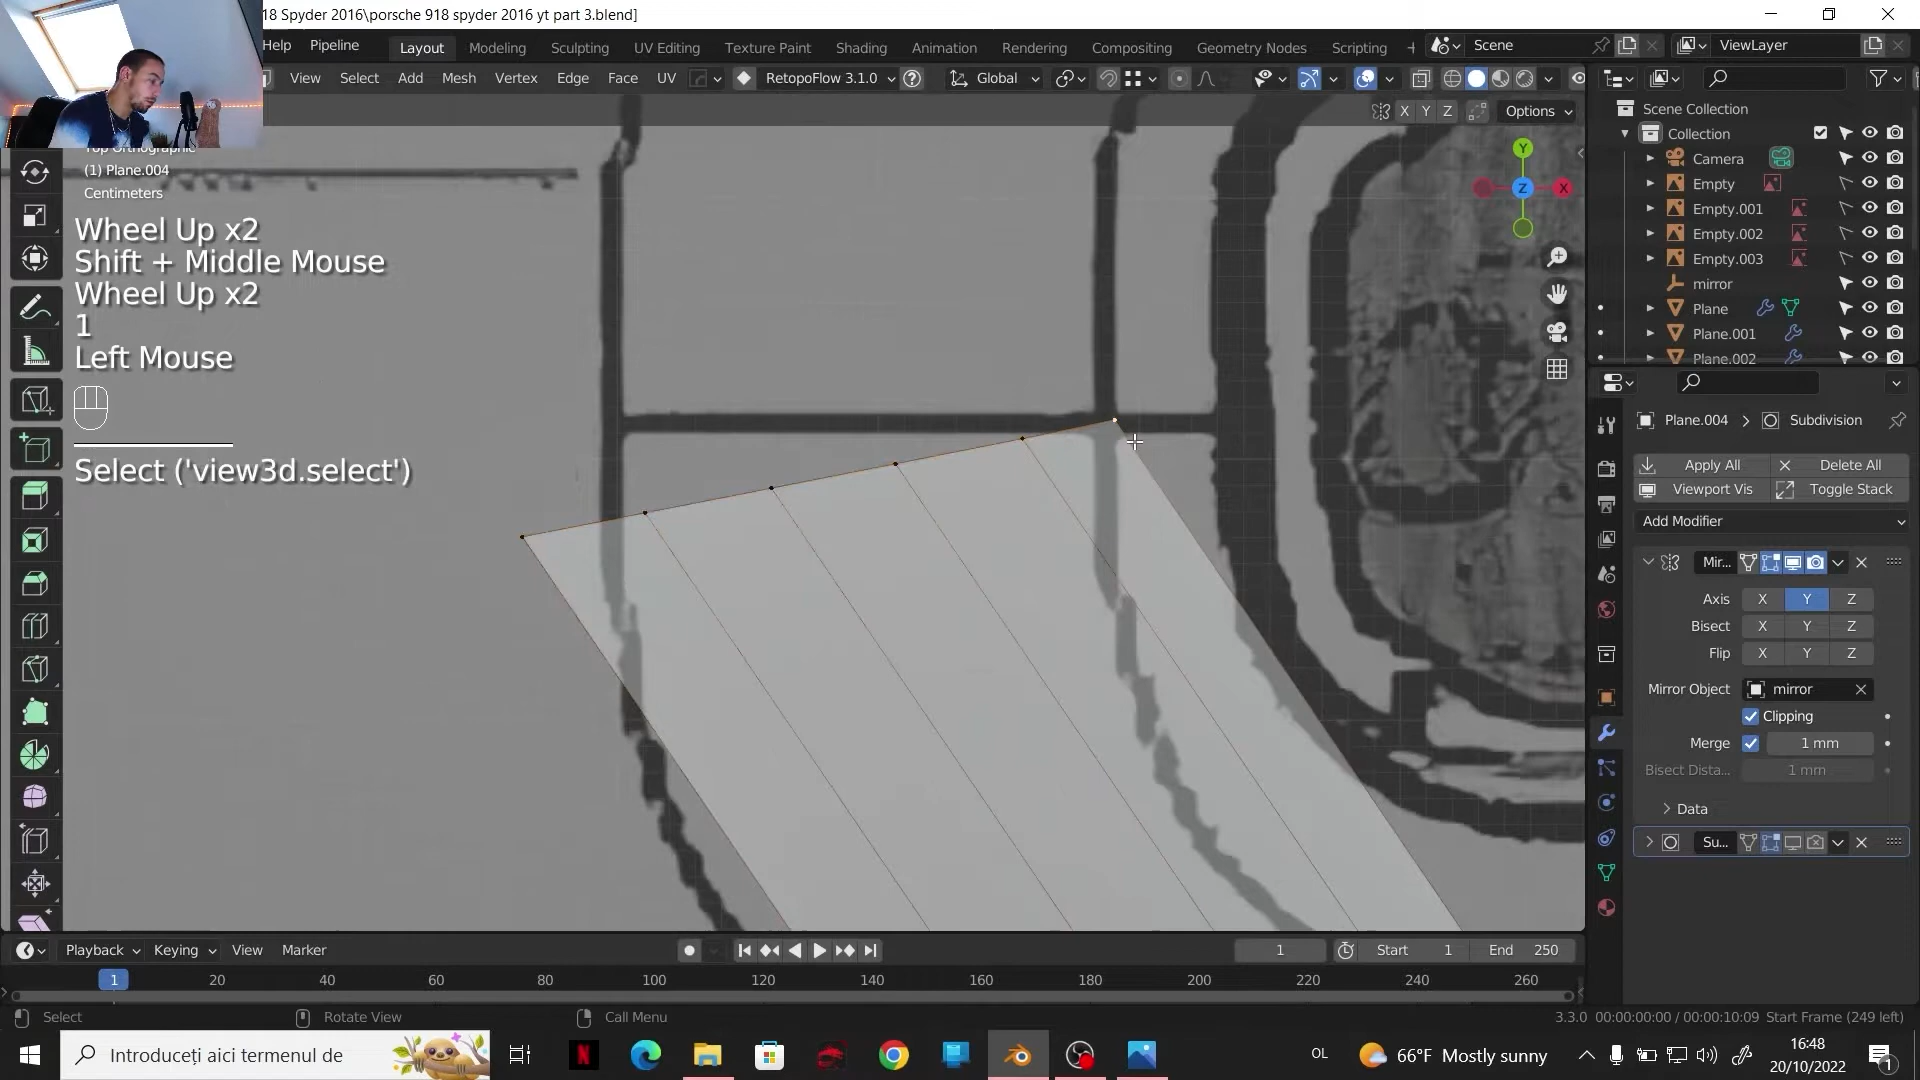 18 Spyder 2016\porsche 918 spyder 2016 yt part 3.blend]
Help Pipeline Layout Modeling Sculpting UV Editing Texture Paint Shading Animation Rendering Compositing Geometry Nodes Scripting + Scene ViewLayer
View Select Add Mesh Vertex Edge Face UV RetopoFlow 3.1.0 Global
X Y Z Options
Top Orthographic
(1) Plane.004
Centimeters
Wheel Up x2
Shift + Middle Mouse
Wheel Up x2
1
Left Mouse
Select ('view3d.select')
Y
Z X
Scene Collection
Collection
Camera
Empty
Empty.001
Empty.002
Empty.003
mirror
Plane
Plane.001
Plane.002
Plane.004 > Subdivision
Apply All Delete All
Viewport Vis Toggle Stack
Add Modifier
Mir...
Axis X Y Z
Bisect X Y Z
Flip X Y Z
Mirror Object mirror
Clipping
Merge 1 mm
Bisect Dista... 1 mm
Data
Su...
Playback Keying View Marker 1 Start 1 End 250
1 20 40 60 80 100 120 140 160 180 200 220 240 260
Select Rotate View Call Menu 3.3.0 00:00:00:00 / 00:00:10:09 Start Frame (249 left)
Introduceți aici termenul de OL 66°F Mostly sunny 16:48
20/10/2022 1